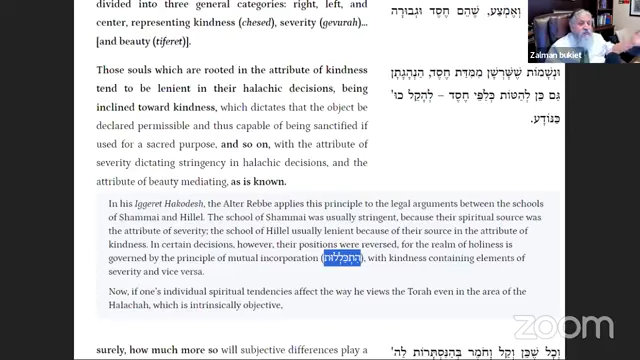 divided into three general categories: right, left, and
center, representing kindness (chesed), severity (gevurah)...
[and beauty (tiferet].
Those souls which are rooted in the attribute of kindness
tend to be lenient in their halachic decisions, being
inclined toward kindness, which dictates that the object be
declared permissible and thus capable of being sanctified if
used for a sacred purpose, and so on, with the attribute of
severity dictating stringency in halachic decisions, and the
attribute of beauty mediating, as is known.
וְאֶמְצַע, שֶׁהֵם חֶסֶד וּגְבוּרָה
וּנְשָׁמוֹת שֶׁשָּׁרְשָׁן מִמִּדַּת חֶסֶד, הַנְהָגָתָן
גַּם כֵּן לְהַטּוֹת כְּלַפֵּי חֶסֶד – לְהָקֵל כוּ'
כַּנּוֹדָע.
In his Iggeret Hakodesh, the Alter Rebbe applies this principle to the legal arguments between the schools
of Shammai and Hillel. The school of Shammai was usually stringent, because their spiritual source was
the attribute of severity; the school of Hillel usually lenient because of their source in the attribute of
kindness. In certain decisions, however, their positions were reversed, for the realm of holiness is
governed by the principle of mutual incorporation (הִתְכַּלְּלוּת), with kindness containing elements of
severity and vice versa.
Now, if one's individual spiritual tendencies affect the way he views the Torah even in the area of the
Halachah, which is intrinsically objective,
surely, how much more so will subjective differences play a
וְכָל שֶׁכֵּן וְקַל וָחֹמֶר בְּהַנִּסְתָּרוֹת לַה'
Zalman bukiet
zoom